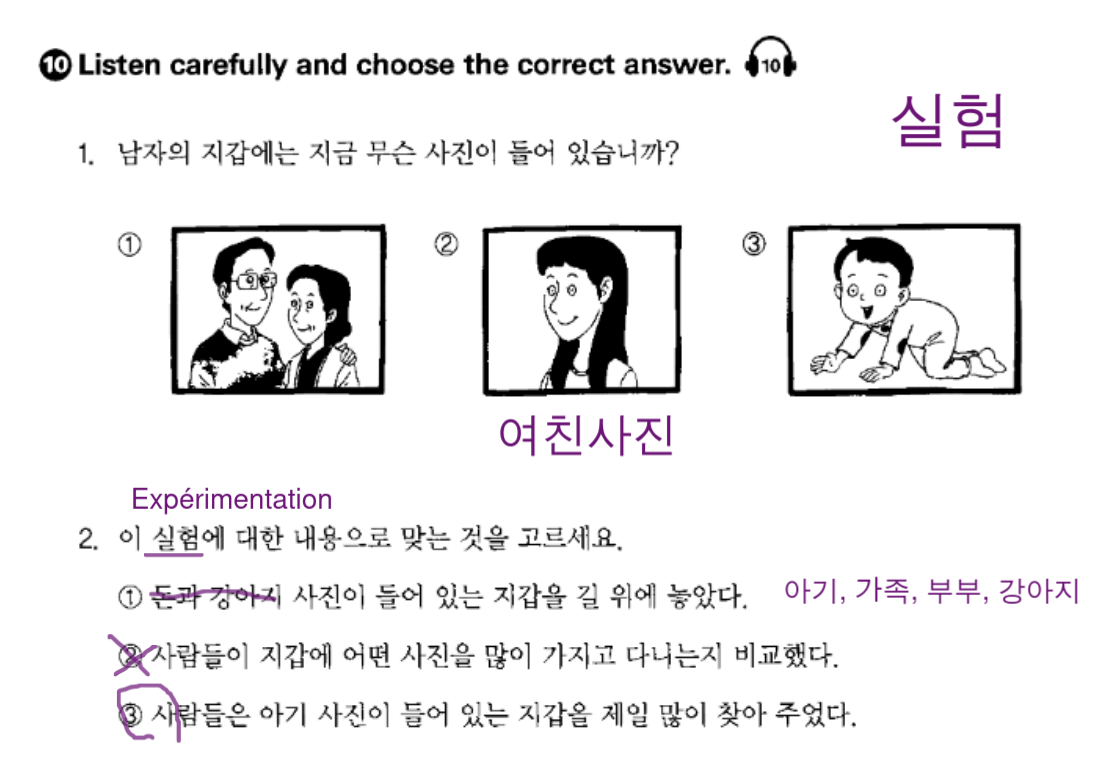 10 Listen carefully and choose the correct answer. 10
실험
1. 남자의 지갑에는 지금 무슨 사진이 들어 있습니까?
① ② ③
여친사진
Expérimentation
2. 이 실험에 대한 내용으로 맞는 것을 고르세요.
① 돈과 강아지 사진이 들어 있는 지갑을 길 위에 놓았다. 아기, 가족, 부부, 강아지
② 사람들이 지갑에 어떤 사진을 많이 가지고 다니는지 비교했다.
③ 사람들은 아기 사진이 들어 있는 지갑을 제일 많이 찾아 주었다.